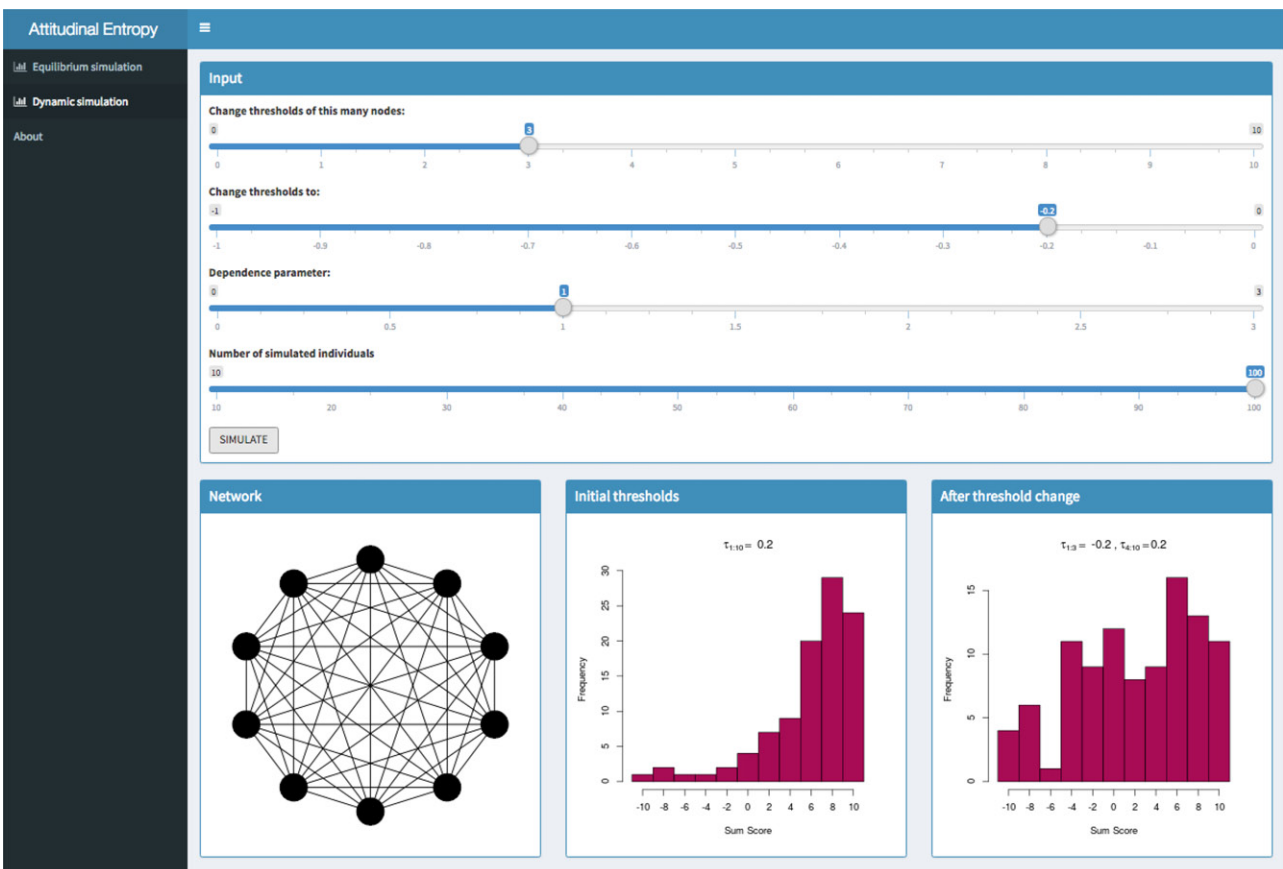 Attitudinal Entropy
Equilibrium simulation
Dynamic simulation
About
Input
Change thresholds of this many nodes:
0 3 10
0 1 2 3 4 5 6 7 8 9 10
Change thresholds to:
-1 -0.2 0
-1 -0.9 -0.8 -0.7 -0.6 -0.5 -0.4 -0.3 -0.2 -0.1 0
Dependence parameter:
0 1 3
0 0.5 1 1.5 2 2.5 3
Number of simulated individuals
10 100
10 20 30 40 50 60 70 80 90 100
SIMULATE
Network
Initial thresholds
τ1:10 = 0.2
30
25
20
15
10
5
0
Frequency
-10 -8 -6 -4 -2 0 2 4 6 8 10
Sum Score
After threshold change
τ1:3 = -0.2 , τ4:10 =0.2
15
10
5
0
Frequency
-10 -8 -6 -4 -2 0 2 4 6 8 10
Sum Score